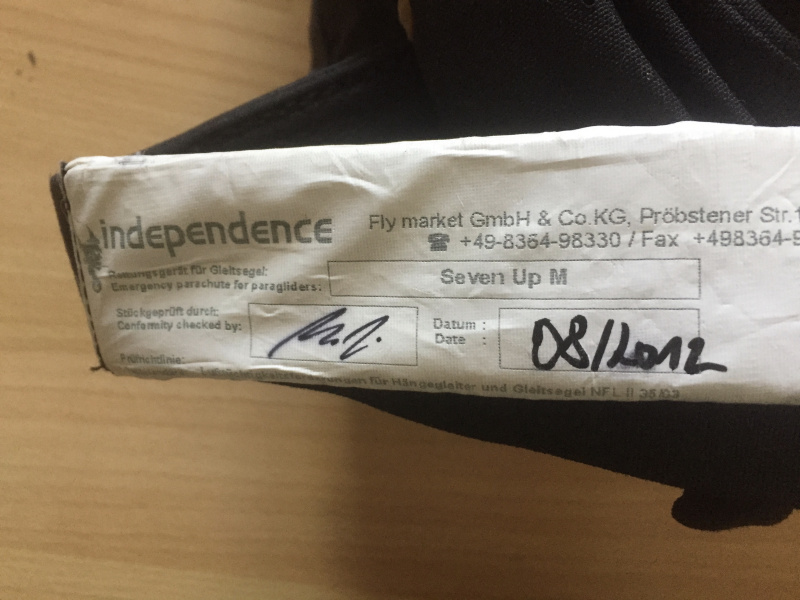 independence
Fly market GmbH & Co.KG, Pröbstener Str.1
☎ +49-8364-98330 / Fax +498364-9
Rettungsgerät für Gleitsegel:
Emergency parachute for paragliders:
Seven Up M
Stückgeprüft durch:
Conformity checked by:
Datum :
Date :
08/2012
Prüfrichtlinie:
für Hängegleiter und Gleitsegel NFL II 35/03